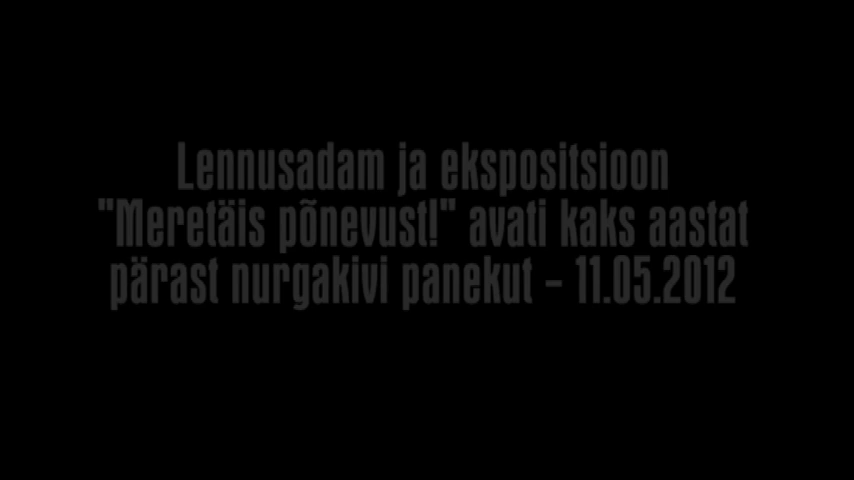 Lennusadam ja ekspositsioon
"Meretäis põnevust!" avati kaks aastat
pärast nurgakivi panekut – 11.05.2012